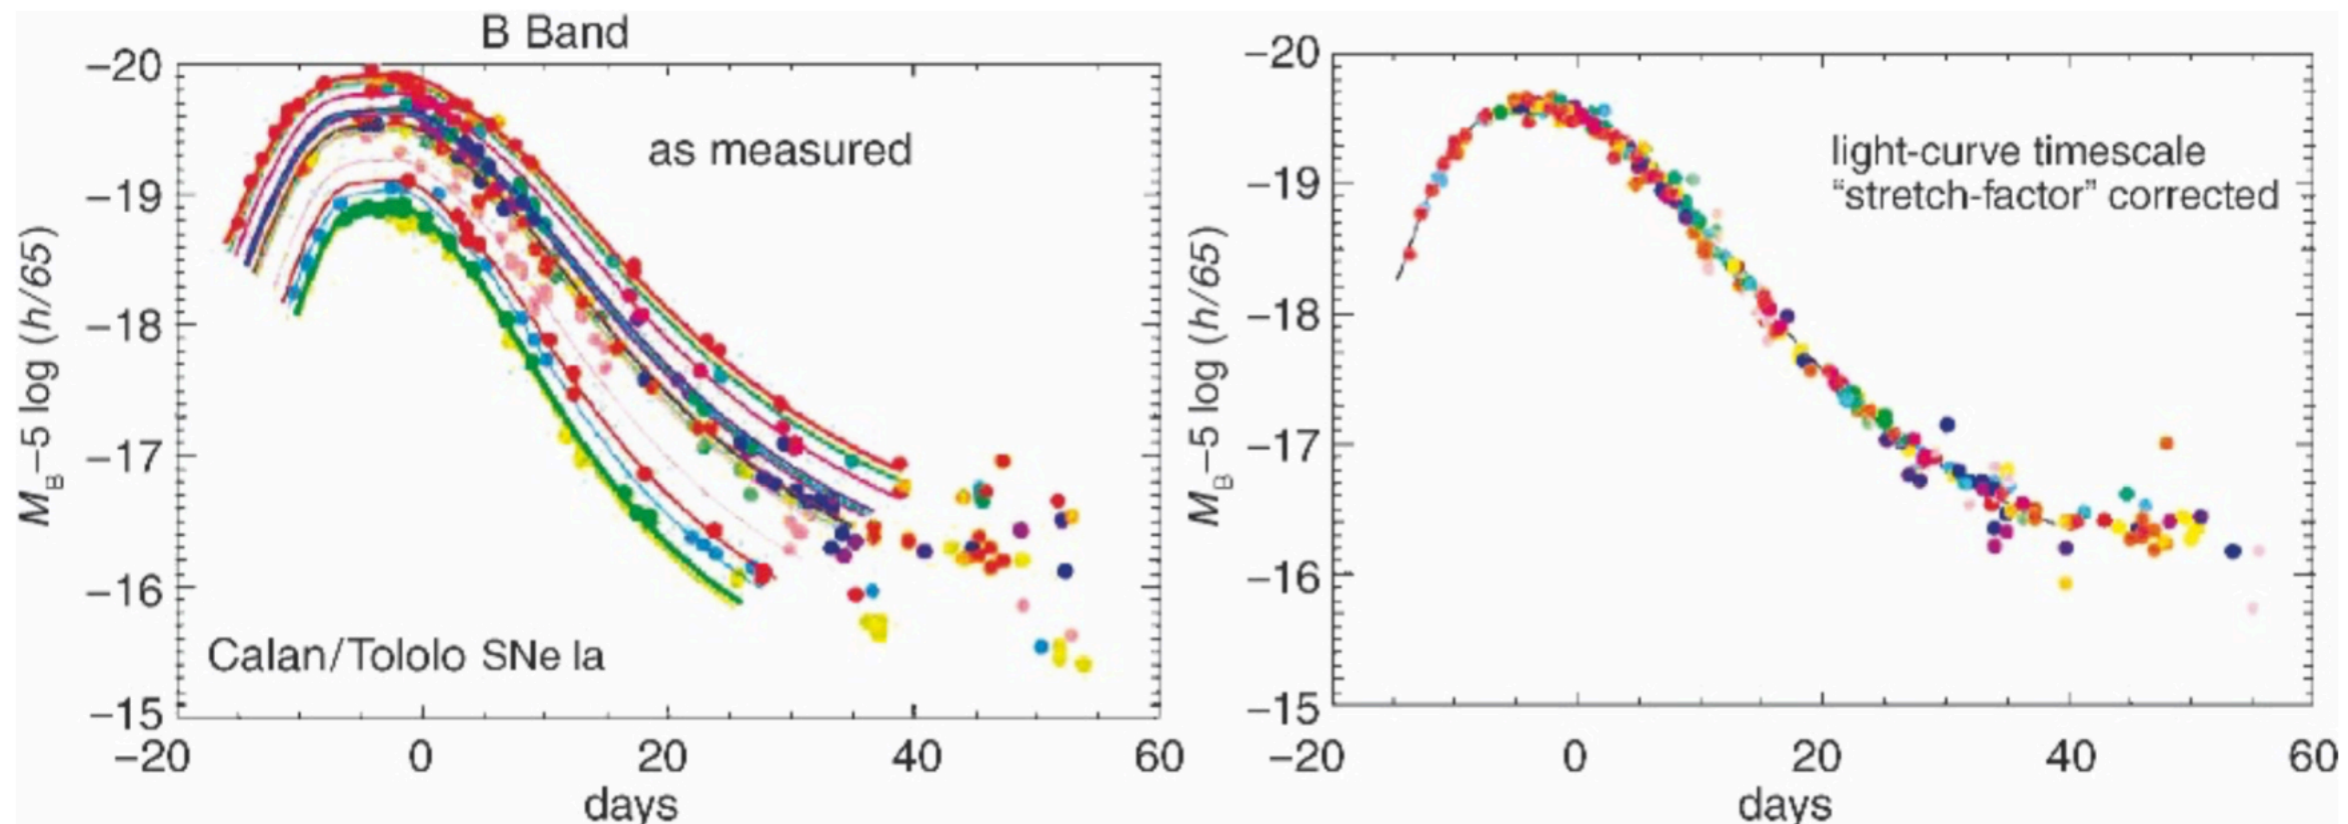 B Band
−20
−19
−18
−17
−16
−15
M_B−5 log (h/65)
as measured
Calan/Tololo SNe Ia
−20 0 20 40 60
days
−20
−19
−18
−17
−16
−15
M_B−5 log (h/65)
light-curve timescale
“stretch-factor” corrected
−20 0 20 40 60
days